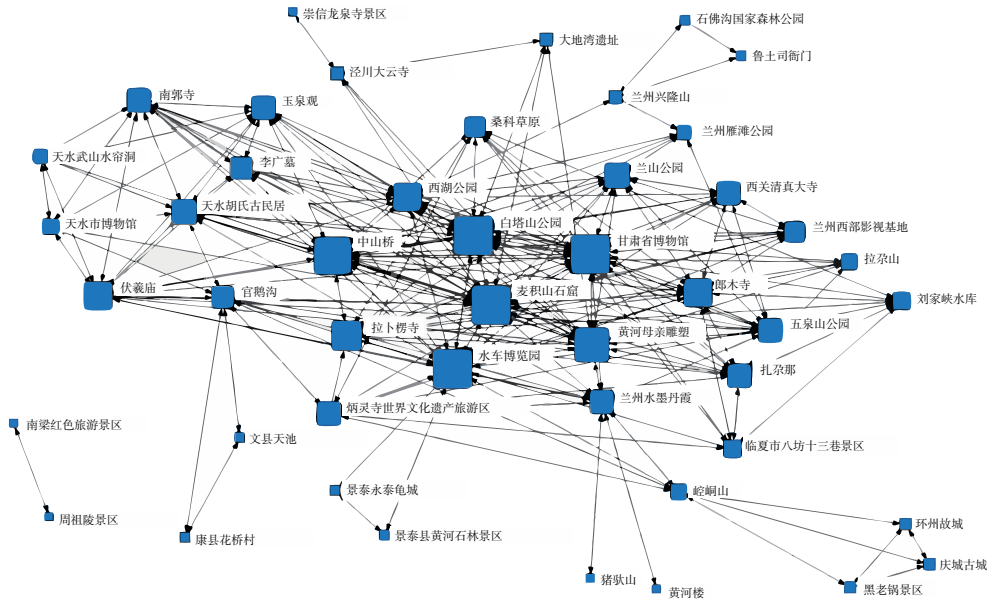 崇信龙泉寺景区
石佛沟国家森林公园
大地湾遗址
鲁土司衙门
泾川大云寺
南郭寺
玉泉观
兰州兴隆山
桑科草原
兰州雁滩公园
天水武山水帘洞
李广墓
兰山公园
西湖公园
西关清真大寺
天水胡氏古民居
天水市博物馆
白塔山公园
兰州西部影视基地
中山桥
甘肃省博物馆
拉尕山
伏羲庙
官鹅沟
麦积山石窟
郎木寺
刘家峡水库
拉卜楞寺
黄河母亲雕塑
五泉山公园
水车博览园
扎尕那
兰州水墨丹霞
炳灵寺世界文化遗产旅游区
南梁红色旅游景区
文县天池
临夏市八坊十三巷景区
景泰永泰龟城
崆峒山
周祖陵景区
环州故城
康县花桥村
景泰县黄河石林景区
庆城古城
猪驮山
黄河楼
黑老锅景区